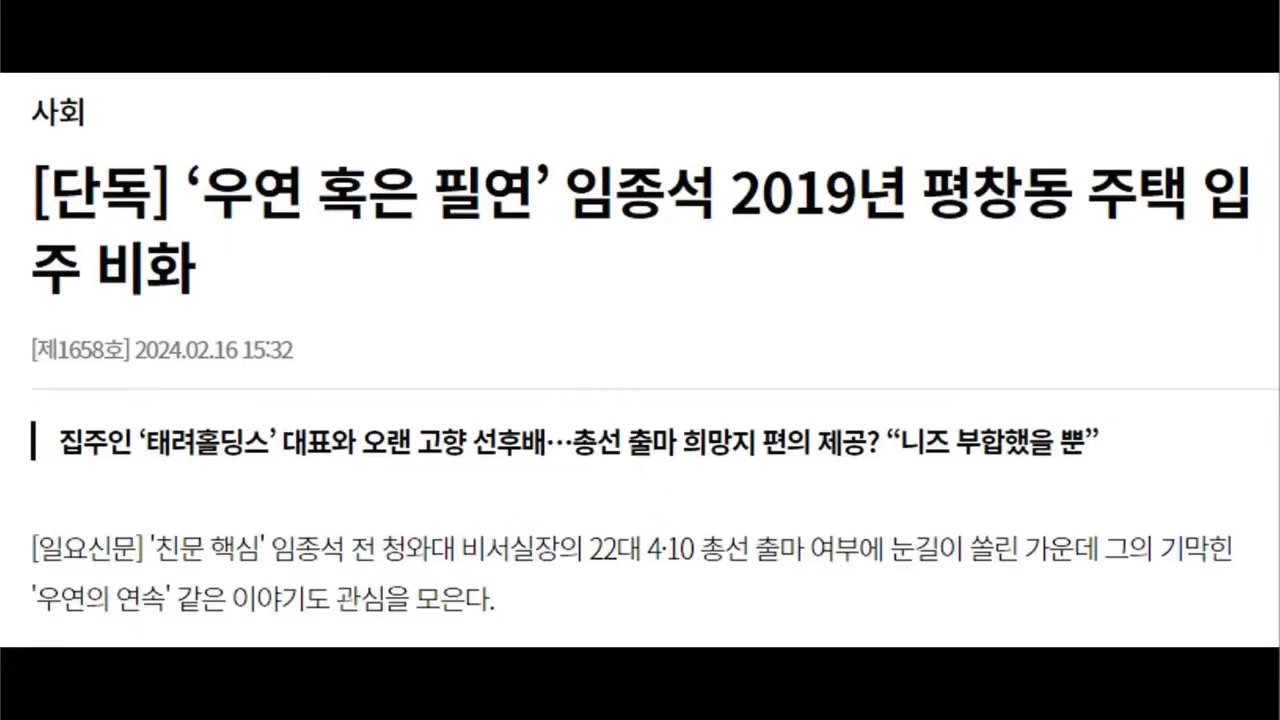 사회
[단독] ‘우연 혹은 필연’ 임종석 2019년 평창동 주택 입
주 비화
[제1658호] 2024.02.16 15:32
집주인 ‘태려홀딩스’ 대표와 오랜 고향 선후배…총선 출마 희망지 편의 제공? “니즈 부합했을 뿐”
[일요신문] '친문 핵심' 임종석 전 청와대 비서실장의 22대 4·10 총선 출마 여부에 눈길이 쏠린 가운데 그의 기막힌
'우연의 연속' 같은 이야기도 관심을 모은다.